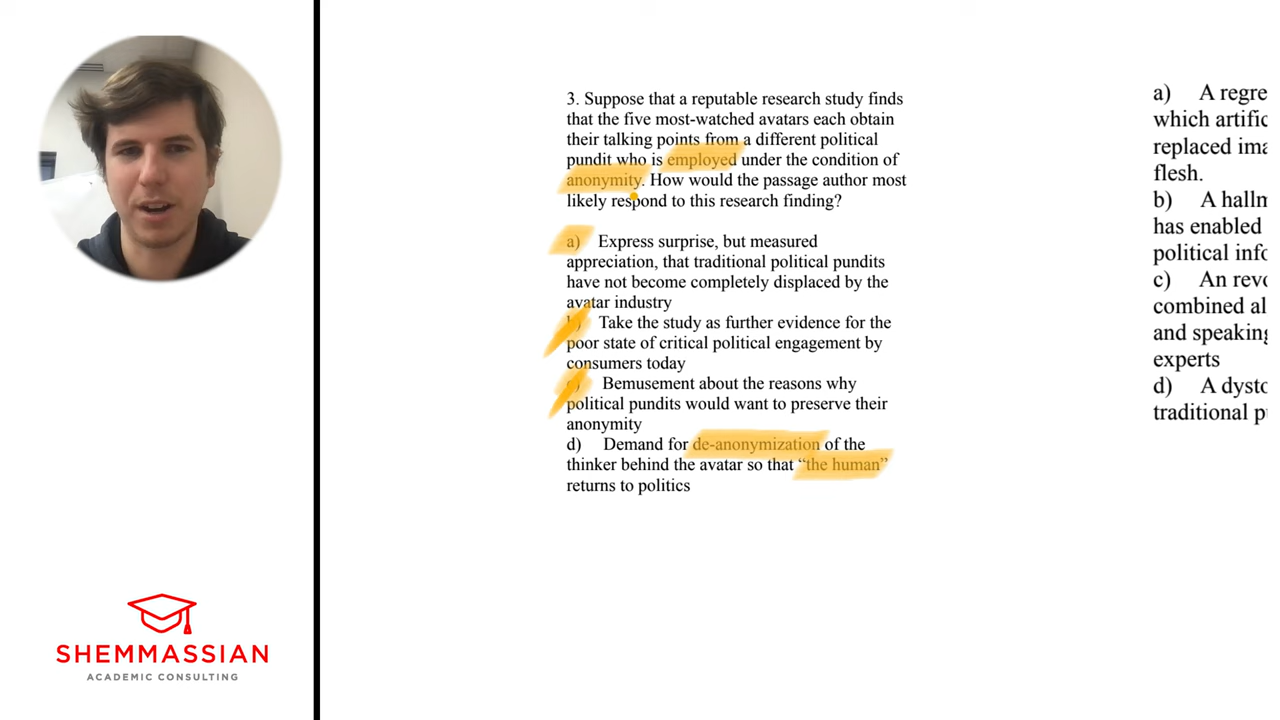 3. Suppose that a reputable research study finds
that the five most-watched avatars each obtain
their talking points from a different political
pundit who is employed under the condition of
anonymity. How would the passage author most
likely respond to this research finding?
a) Express surprise, but measured
appreciation, that traditional political pundits
have not become completely displaced by the
avatar industry
b) Take the study as further evidence for the
poor state of critical political engagement by
consumers today
c) Bemusement about the reasons why
political pundits would want to preserve their
anonymity
d) Demand for de-anonymization of the
thinker behind the avatar so that “the human”
returns to politics
a) A regre
which artific
replaced ima
flesh.
b) A hallm
has enabled
political info
c) An revo
combined al
and speaking
experts
d) A dysto
traditional p
SHEMMASSIAN
ACADEMIC CONSULTING